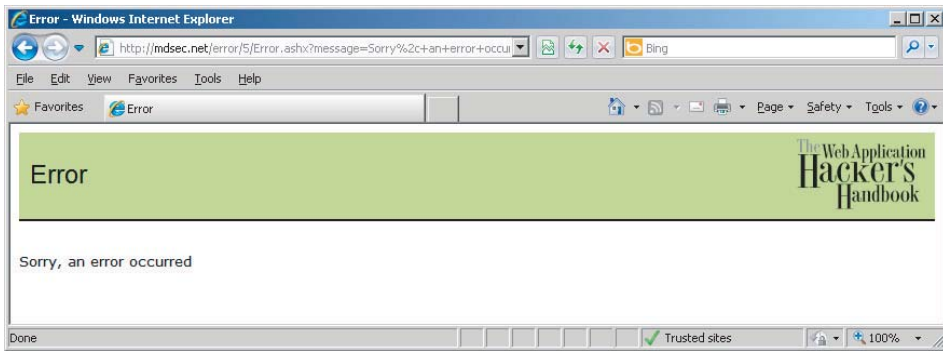 Error - Windows Internet Explorer
http://mdsec.net/error/5/Error.ashx?message=Sorry%2c+an+error+occur
Bing
File Edit View Favorites Tools Help
Favorites Error Page Safety Tools
Error
The Web Application
Hacker's
Handbook
Sorry, an error occurred
Done Trusted sites 100%